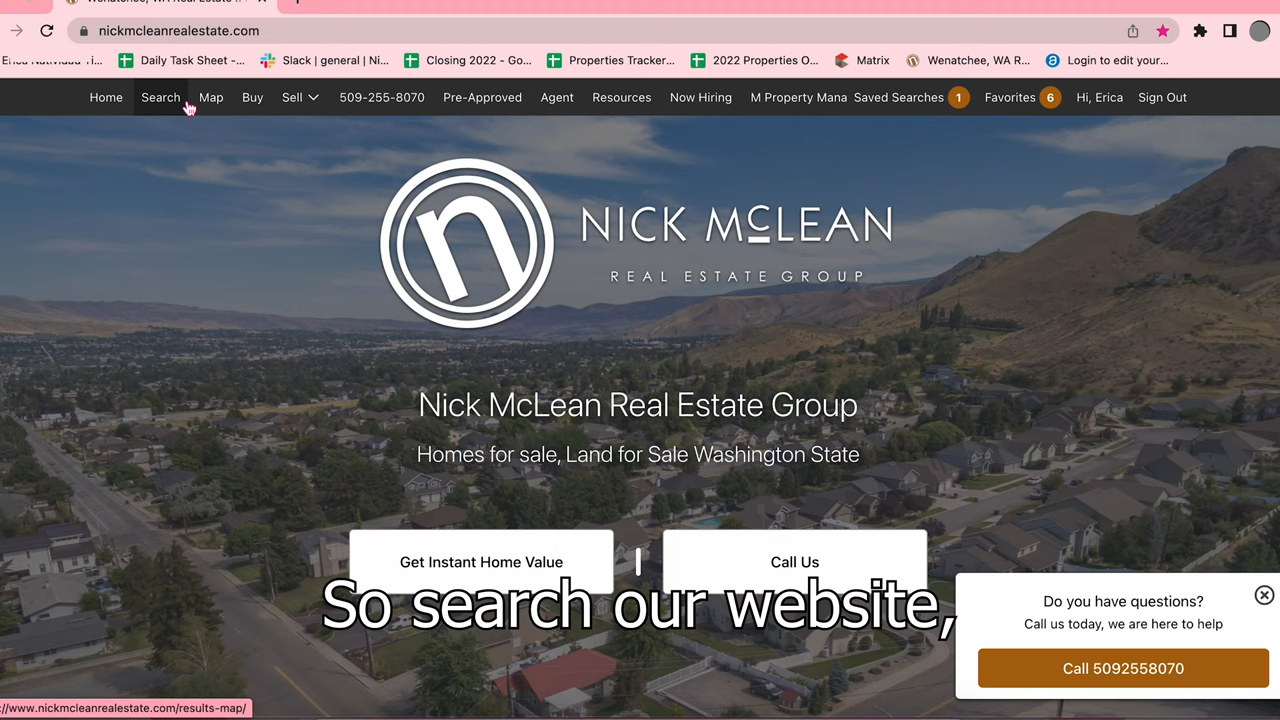 Wenatchee, WA Real Estate
nickmcleanrealestate.com
Daily Task Sheet -...
Slack | general | Ni...
Closing 2022 - Go...
Properties Tracker...
2022 Properties O...
Matrix
Wenatchee, WA R...
Login to edit your...
Home
Search
Map
Buy
Sell
509-255-8070
Pre-Approved
Agent
Resources
Now Hiring
M Property Mana
Saved Searches 1
Favorites 6
Hi, Erica
Sign Out
n
NICK McLEAN
REAL ESTATE GROUP
Nick McLean Real Estate Group
Homes for sale, Land for Sale Washington State
Get Instant Home Value
Call Us
So search our website,
Do you have questions?
Call us today, we are here to help
Call 5092558070
://www.nickmcleanrealestate.com/results-map/